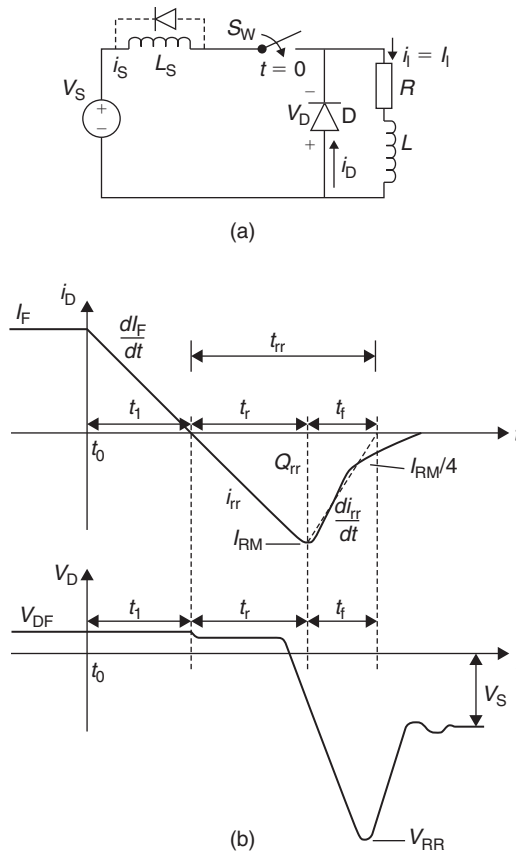 S_W
i_S
L_S
t = 0
i_l = I_l
V_S
+
−
−
V_D
D
+
i_D
R
L
(a)
i_D
I_F
dI_F
dt
t_rr
t_1
t_r
t_f
t_0
Q_rr
I_RM/4
i_rr
di_rr
dt
I_RM
V_D
t_1
t_r
t_f
V_DF
t_0
V_S
V_RR
(b)